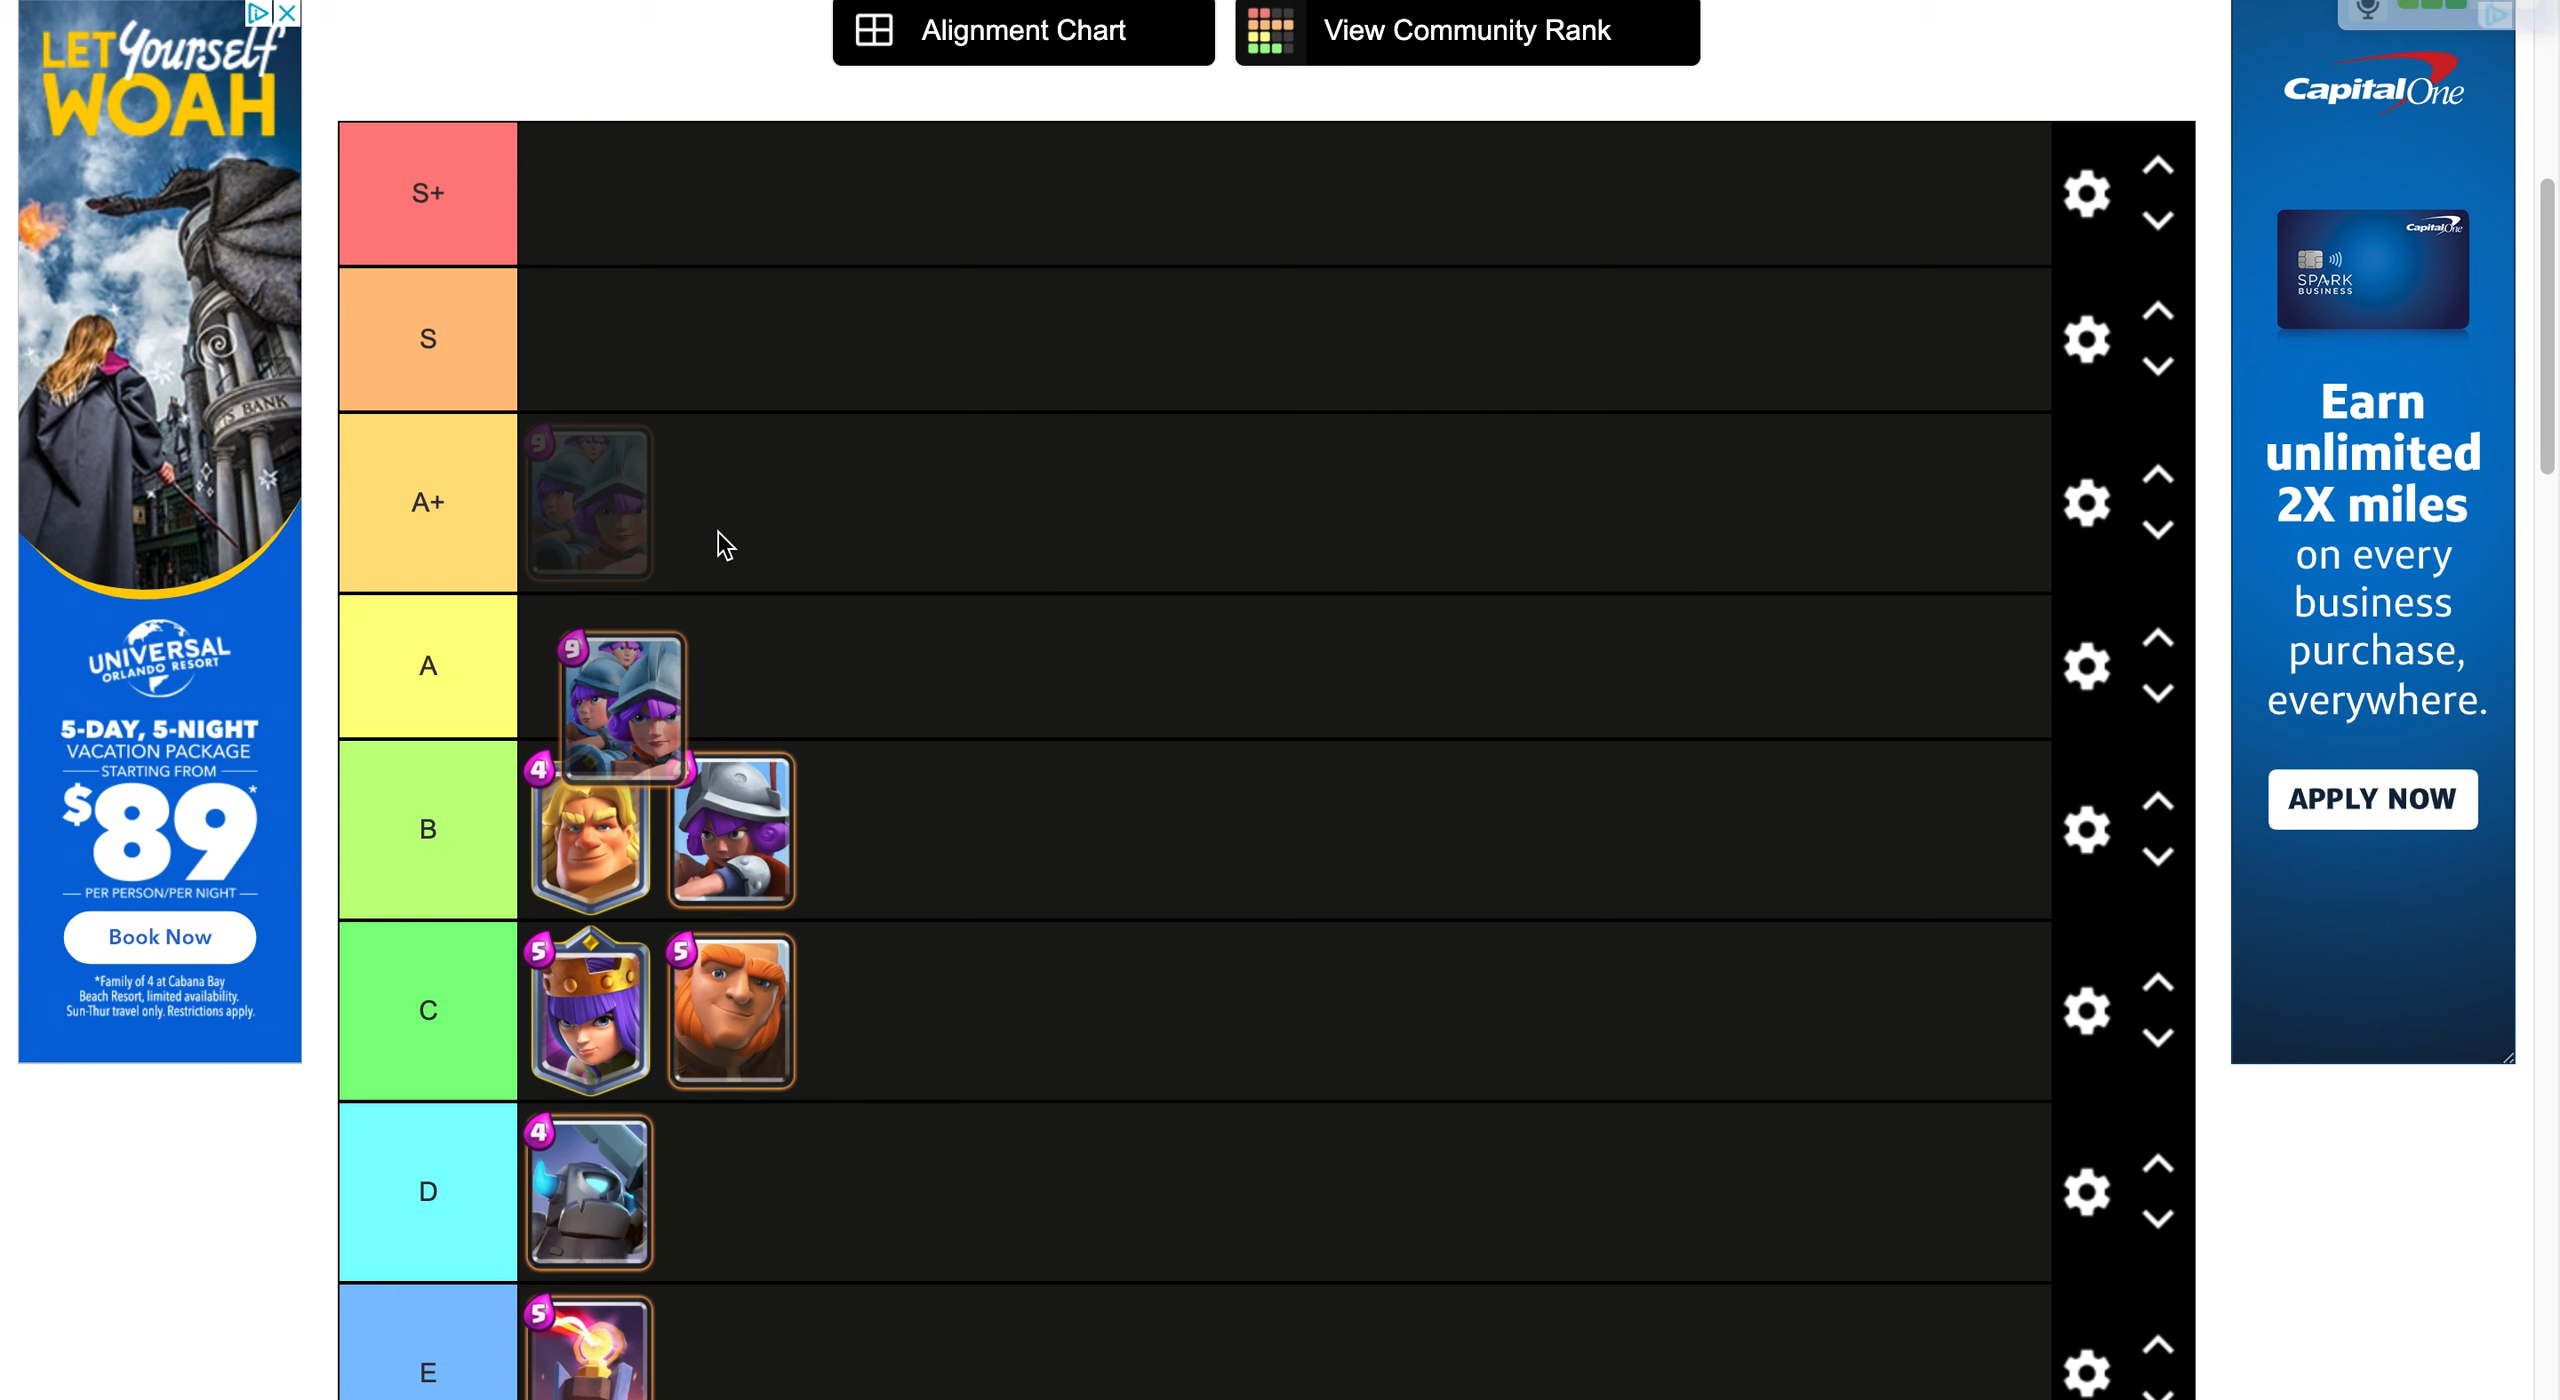 LET Yourself
WOAH
TS BANK
UNIVERSAL
ORLANDO RESORT
5-DAY, 5-NIGHT
VACATION PACKAGE
STARTING FROM
$89*
PER PERSON/PER NIGHT
Book Now
*Family of 4 at Cabana Bay
Beach Resort, limited availability.
Sun-Thur travel only. Restrictions apply.
Alignment Chart
View Community Rank
S+
S
A+
9
A
9
B
4
C
5
5
D
4
E
5
Capital One
Capital One
SPARK
BUSINESS
Earn
unlimited
2X miles
on every
business
purchase,
everywhere.
APPLY NOW